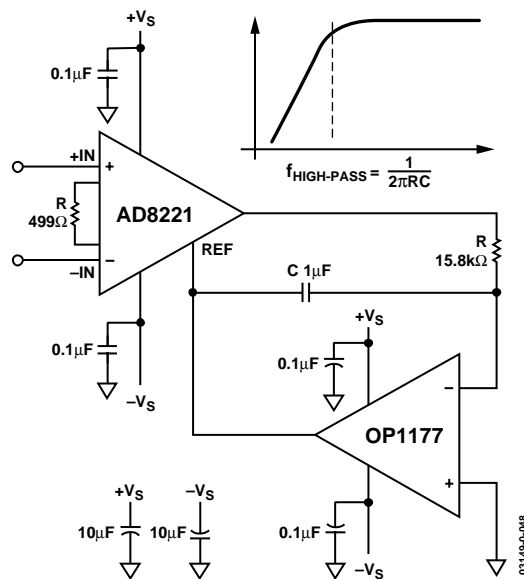 +VS
0.1µF
+IN
+
R
499Ω
AD8221
−
−IN
REF
0.1µF
−VS
fHIGH-PASS = 1
2πRC
R
15.8kΩ
C 1µF
+VS
0.1µF
−
OP1177
+
0.1µF
−VS
+VS
10µF
−VS
10µF
03149-0-048